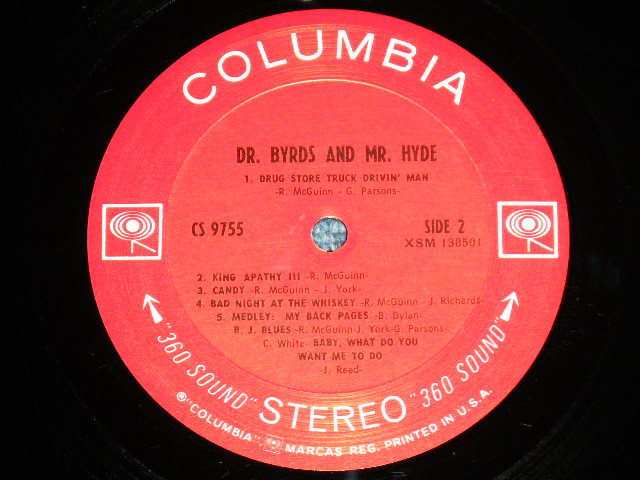 COLUMBIA
DR. BYRDS AND MR. HYDE
1. DRUG STORE TRUCK DRIVIN' MAN
-R. McGuinn - G. Parsons-
CS 9755
SIDE 2
XSM 138501
2. KING APATHY III -R. McGuinn-
3. CANDY -R. McGuinn - J. York-
4. BAD NIGHT AT THE WHISKEY -R. McGuinn - J. Richards-
5. MEDLEY: MY BACK PAGES -B. Dylan-
B. J. BLUES -R. McGuinn-J. York-G. Parsons-
C. White- BABY, WHAT DO YOU
WANT ME TO DO
-J. Reed-
"360 SOUND" STEREO "360 SOUND"
℗"COLUMBIA", MARCAS REG. PRINTED IN U.S.A.